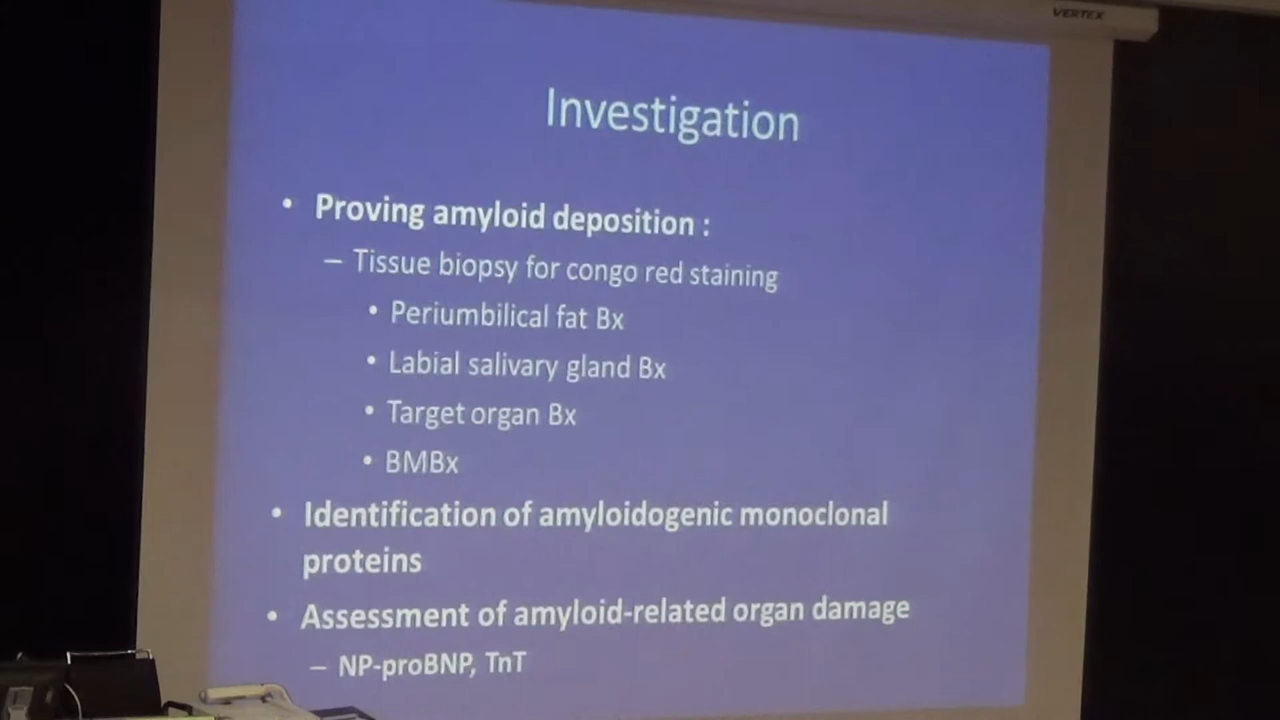 VERTEX
Investigation
• Proving amyloid deposition :
– Tissue biopsy for congo red staining
• Periumbilical fat Bx
• Labial salivary gland Bx
• Target organ Bx
• BMBx
• Identification of amyloidogenic monoclonal
proteins
• Assessment of amyloid-related organ damage
– NP-proBNP, TnT